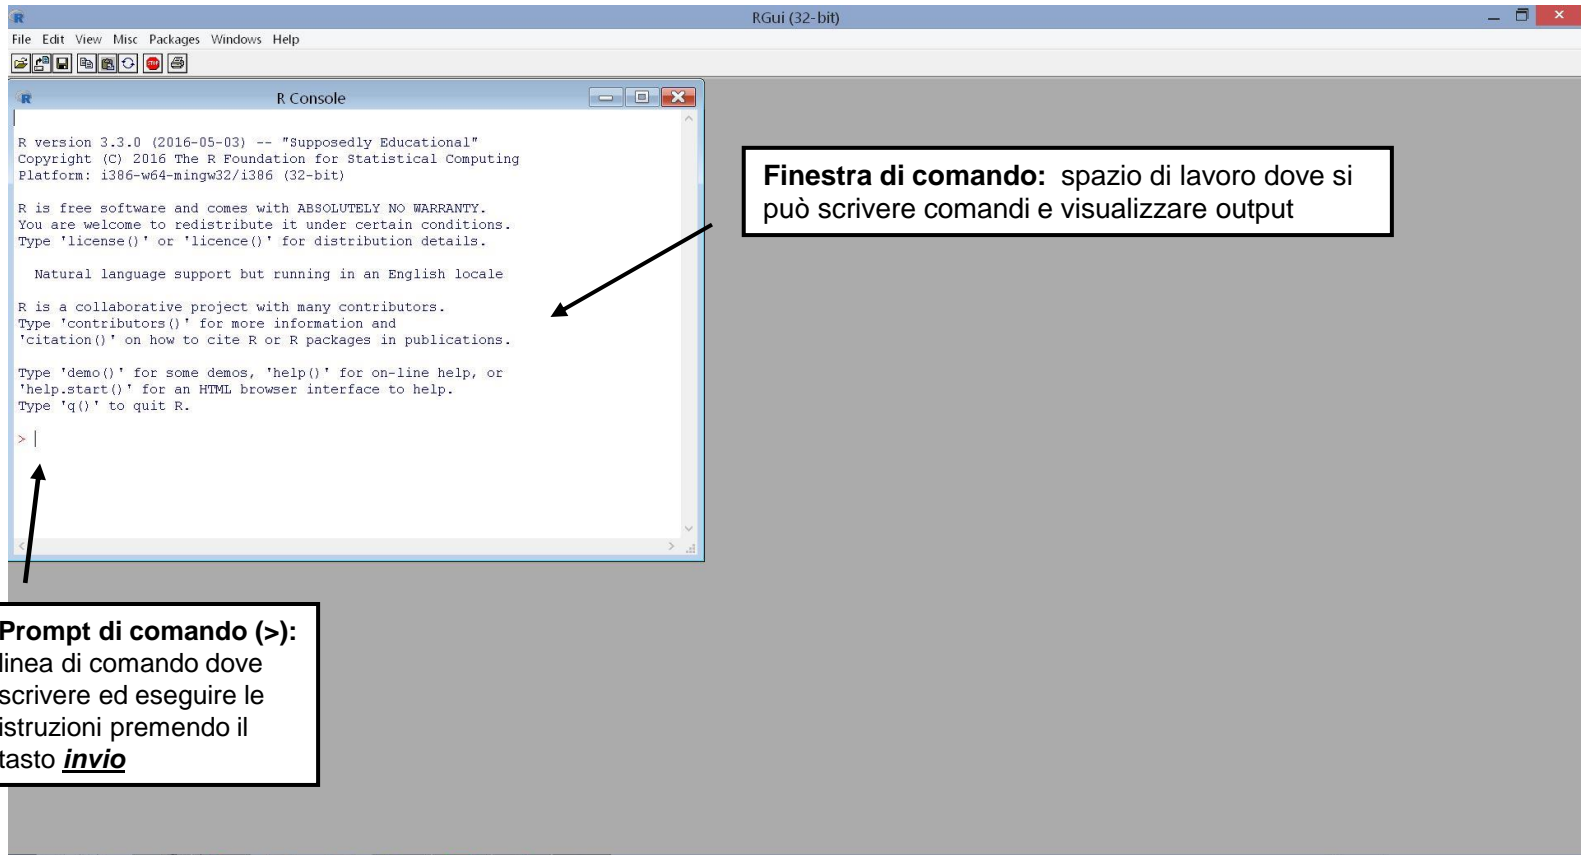 RGui (32-bit)
File Edit View Misc Packages Windows Help
R Console
R version 3.3.0 (2016-05-03) -- "Supposedly Educational"
Copyright (C) 2016 The R Foundation for Statistical Computing
Platform: i386-w64-mingw32/i386 (32-bit)
R is free software and comes with ABSOLUTELY NO WARRANTY.
You are welcome to redistribute it under certain conditions.
Type 'license()' or 'licence()' for distribution details.
Natural language support but running in an English locale
R is a collaborative project with many contributors.
Type 'contributors()' for more information and
'citation()' on how to cite R or R packages in publications.
Type 'demo()' for some demos, 'help()' for on-line help, or
'help.start()' for an HTML browser interface to help.
Type 'q()' to quit R.
>
Finestra di comando: spazio di lavoro dove si
può scrivere comandi e visualizzare output
Prompt di comando (>):
linea di comando dove
scrivere ed eseguire le
istruzioni premendo il
tasto invio